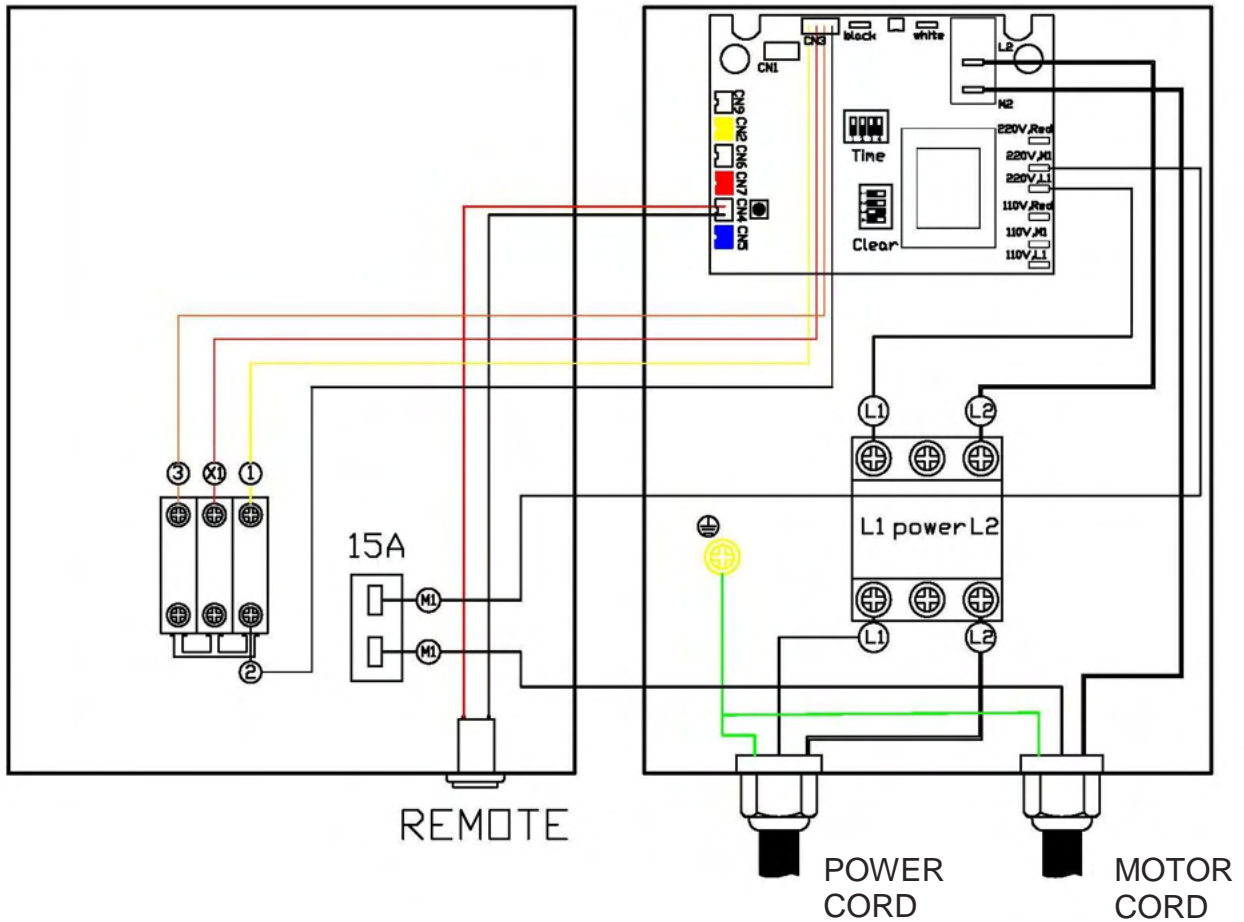 CN3
black
white
L2
CN1
N2
CN9
CN2
CN6
CN7
CN4
CN5
Time
Clear
220V,Red
220V,M1
220V,L1
110V,Red
110V,M1
110V,L1
L1
L2
3
X1
1
L1 power L2
15A
M1
M1
L1
L2
2
REMOTE
POWER
CORD
MOTOR
CORD